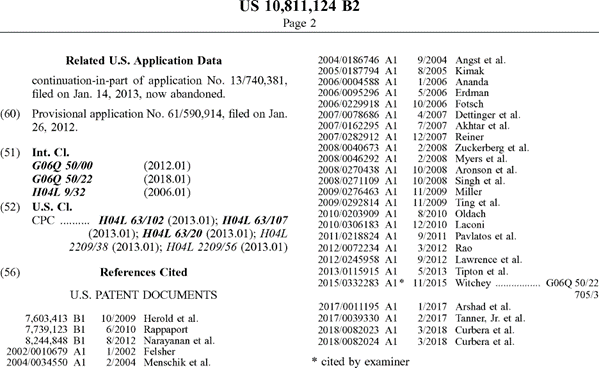 US 10,811,124 B2
Page 2
Related U.S. Application Data
continuation-in-part of application No. 13/740,381,
filed on Jan. 14, 2013, now abandoned.
(60) Provisional application No. 61/590,914, filed on Jan.
26, 2012.
(51) Int. Cl.
G06Q 50/00 (2012.01)
G06Q 50/22 (2018.01)
H04L 9/32 (2006.01)
(52) U.S. Cl.
CPC .......... H04L 63/102 (2013.01); H04L 63/107
(2013.01); H04L 63/20 (2013.01); H04L
2209/38 (2013.01); H04L 2209/56 (2013.01)
(56) References Cited
U.S. PATENT DOCUMENTS
7,603,413 B1 10/2009 Herold et al.
7,739,123 B1 6/2010 Rappaport
8,244,848 B1 8/2012 Narayanan et al.
2002/0010679 A1 1/2002 Felsher
2004/0034550 A1 2/2004 Menschik et al.
2004/0186746 A1 9/2004 Angst et al.
2005/0187794 A1 8/2005 Kimak
2006/0004588 A1 1/2006 Ananda
2006/0095296 A1 5/2006 Erdman
2006/0229918 A1 10/2006 Fotsch
2007/0078686 A1 4/2007 Dettinger et al.
2007/0162295 A1 7/2007 Akhtar et al.
2007/0282912 A1 12/2007 Reiner
2008/0040673 A1 2/2008 Zuckerberg et al.
2008/0046292 A1 2/2008 Myers et al.
2008/0270438 A1 10/2008 Aronson et al.
2008/0271109 A1 10/2008 Singh et al.
2009/0276463 A1 11/2009 Miller
2009/0292814 A1 11/2009 Ting et al.
2010/0203909 A1 8/2010 Oldach
2010/0306183 A1 12/2010 Laconi
2011/0218824 A1 9/2011 Pavlatos et al.
2012/0072234 A1 3/2012 Rao
2012/0245958 A1 9/2012 Lawrence et al.
2013/0115915 A1 5/2013 Tipton et al.
2015/0332283 A1* 11/2015 Witchey ................ G06Q 50/22
705/3
2017/0011195 A1 1/2017 Arshad et al.
2017/0039330 A1 2/2017 Tanner, Jr. et al.
2018/0082023 A1 3/2018 Curbera et al.
2018/0082024 A1 3/2018 Curbera et al.
* cited by examiner